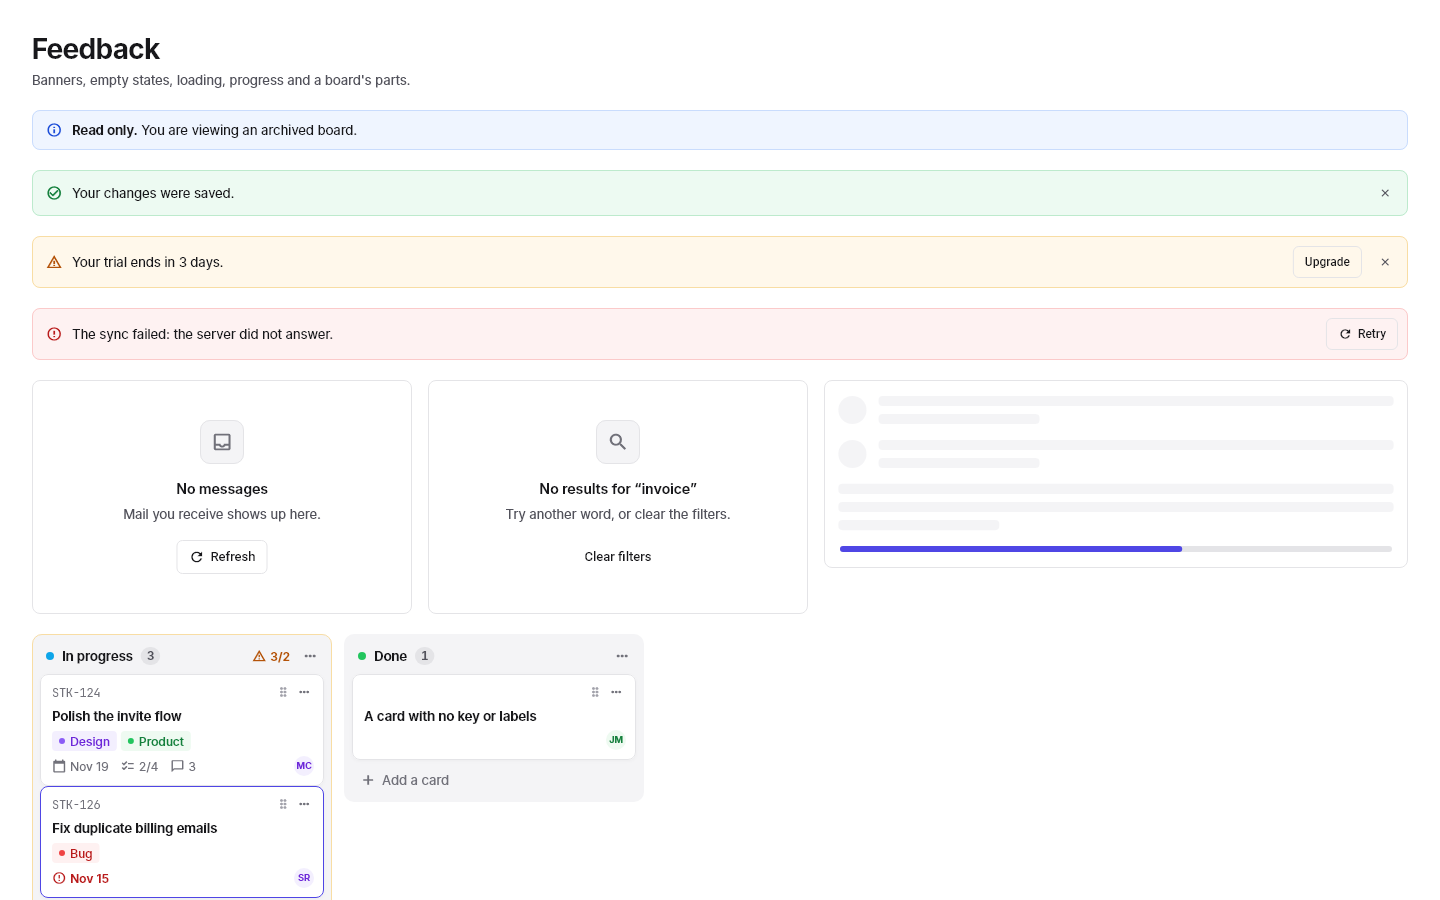 Feedback
Banners, empty states, loading, progress and a board's parts.
Read only. You are viewing an archived board.
Your changes were saved.
Your trial ends in 3 days.
Upgrade
The sync failed: the server did not answer.
Retry
No messages
Mail you receive shows up here.
Refresh
No results for “invoice”
Try another word, or clear the filters.
Clear filters
In progress 3
3/2
STK-124
Polish the invite flow
Design Product
Nov 19 2/4 3 MC
STK-126
Fix duplicate billing emails
Bug
Nov 15 SR
Done 1
A card with no key or labels
JM
Add a card